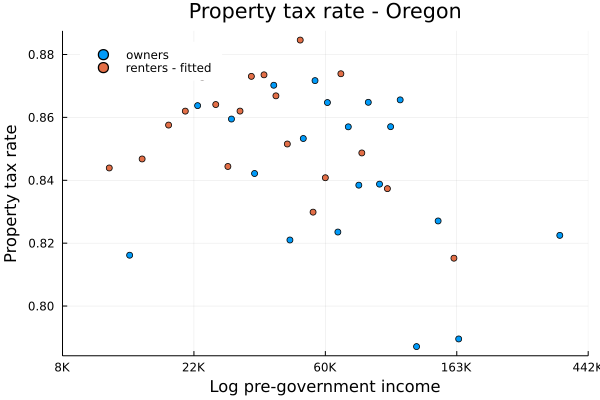 Property tax rate - Oregon
owners
renters - fitted
Property tax rate
0.88
0.86
0.84
0.82
0.80
8K
22K
60K
163K
442K
Log pre-government income